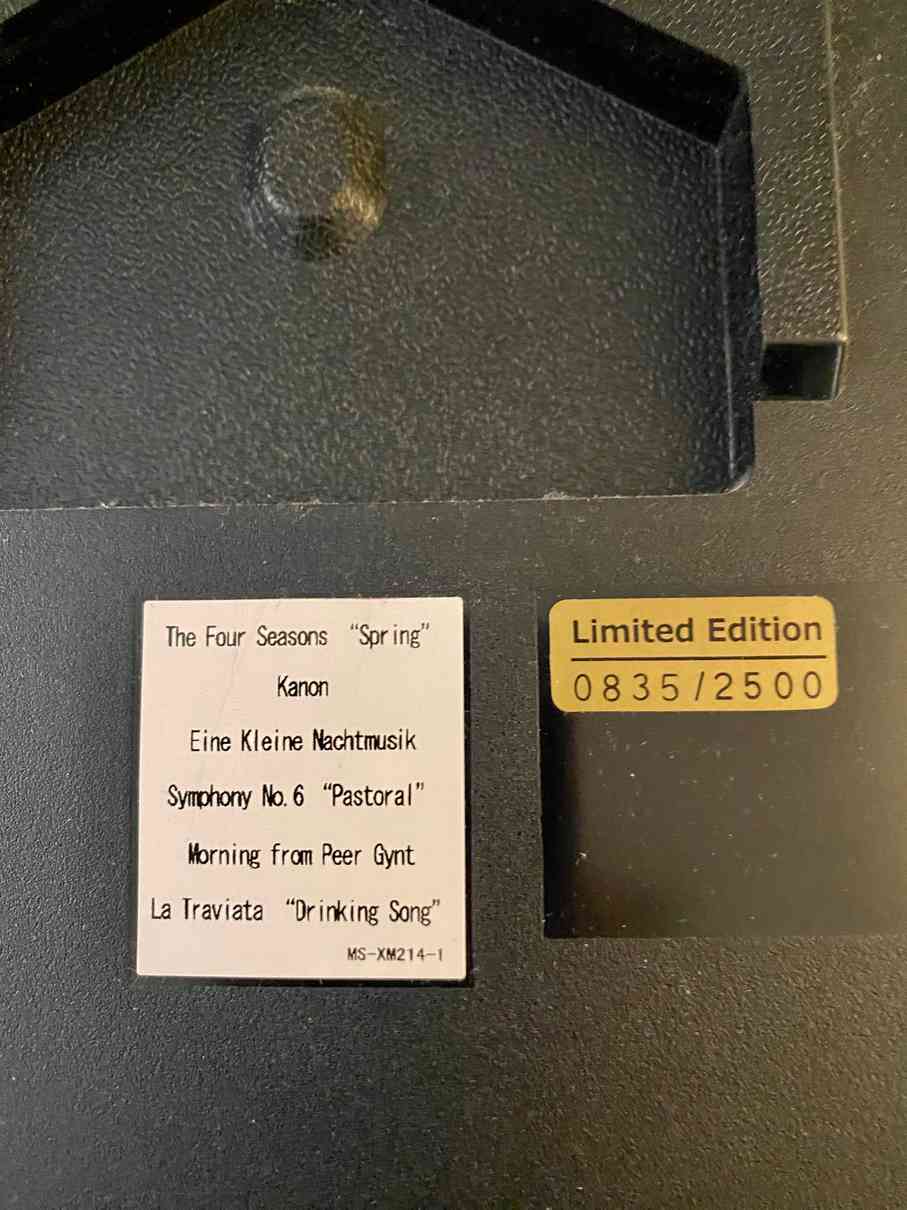 The Four Seasons “Spring”
Kanon
Eine Kleine Nachtmusik
Symphony No. 6 “Pastoral”
Morning from Peer Gynt
La Traviata “Drinking Song”
MS-XM214-1
Limited Edition
0835/2500